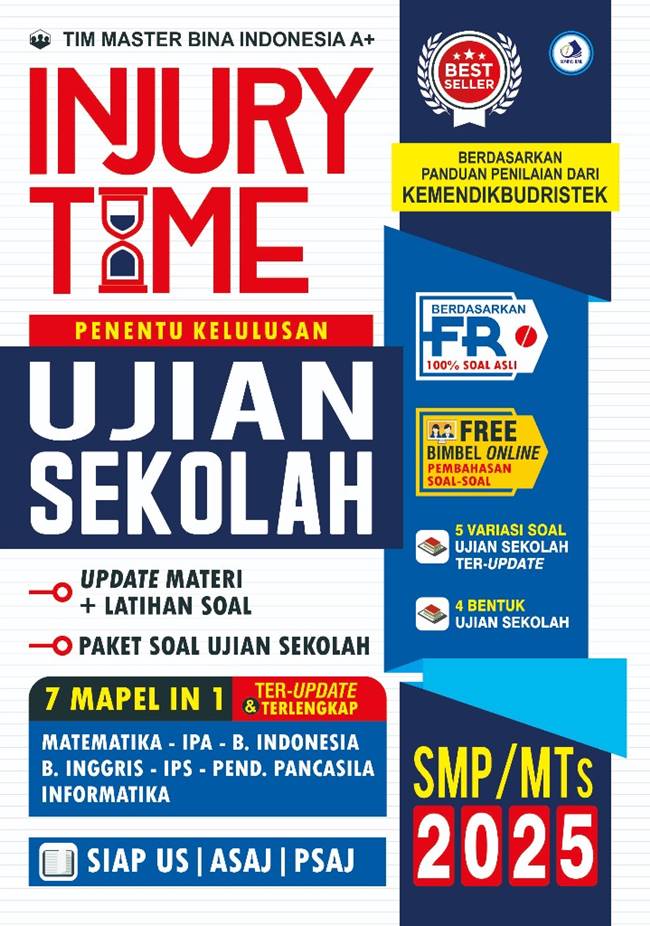 TIM MASTER BINA INDONESIA A+
INJURY
TIME
PENENTU KELULUSAN
UJIAN
SEKOLAH
UPDATE MATERI
+ LATIHAN SOAL
PAKET SOAL UJIAN SEKOLAH
7 MAPEL IN 1
TER-UPDATE
& TERLENGKAP
MATEMATIKA - IPA - B. INDONESIA
B. INGGRIS - IPS - PEND. PANCASILA
INFORMATIKA
SIAP US | ASAJ | PSAJ
BEST
SELLER
BERDASARKAN
PANDUAN PENILAIAN DARI
KEMENDIKBUDRISTEK
BERDASARKAN
FR
100% SOAL ASLI
FREE
BIMBEL ONLINE
PEMBAHASAN
SOAL-SOAL
5 VARIASI SOAL
UJIAN SEKOLAH
TER-UPDATE
4 BENTUK
UJIAN SEKOLAH
SMP/MTs
2025